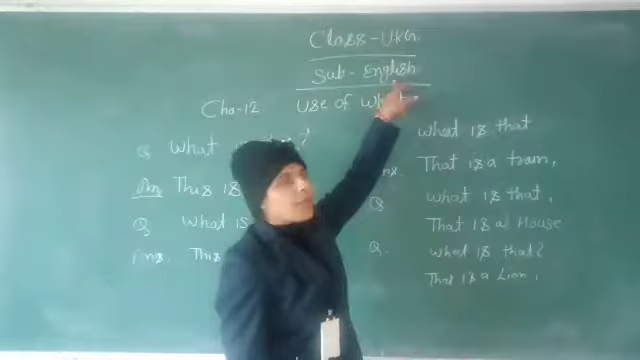 Class - UKG
Sub - English
Cha-12 use of what
Q What
Ans This is
Q What is
Ans. This
what is that
Ans. That is a train,
Q what is that,
That is a House
Q. what is that?
That is a Lion,